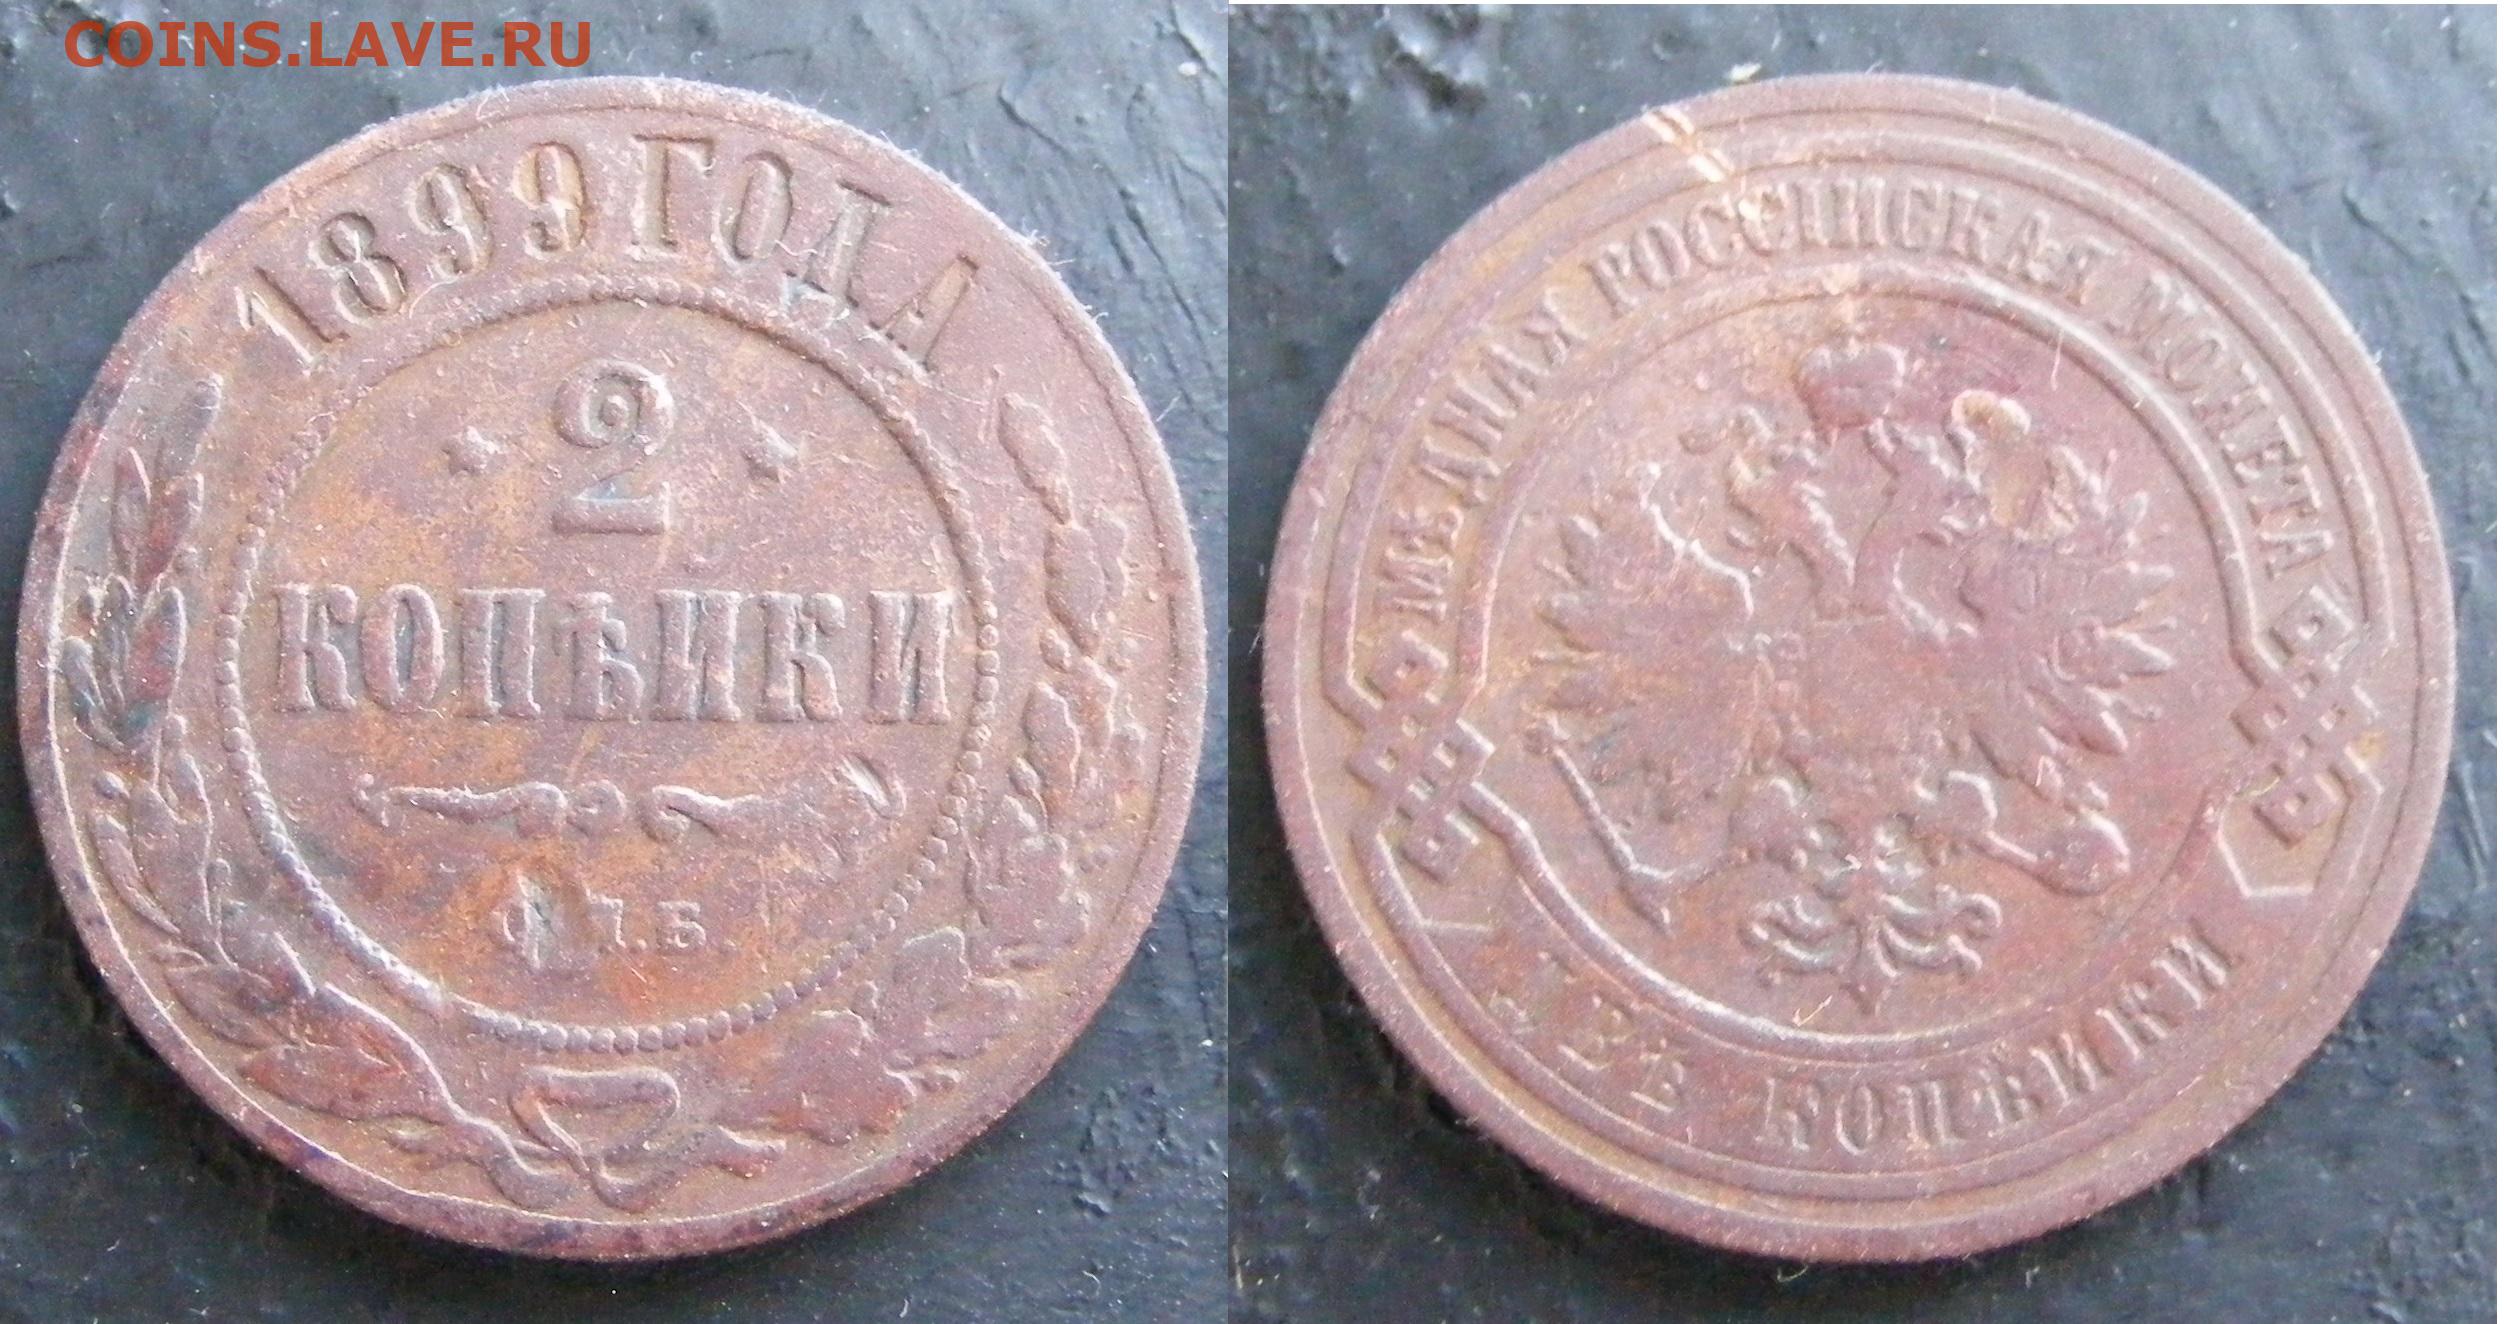 COINS.LAVE.RU
1899 ГОДА
2
КОПѢЙКИ
С.П.Б.
МѢДНАЯ РОССІЙСКАЯ МОНЕТА
ДВѢ КОПѢЙКИ